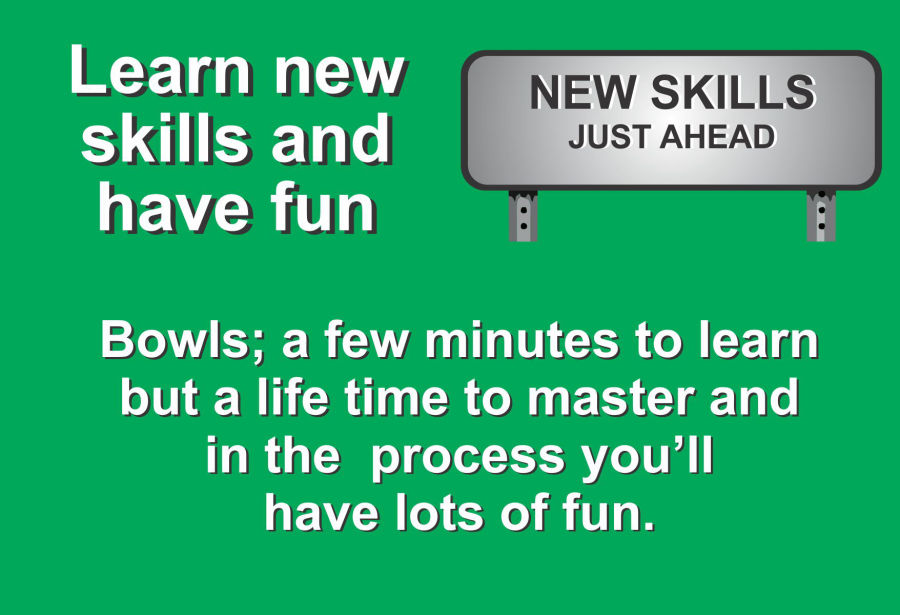 Learn new
skills and
have fun
NEW SKILLS
JUST AHEAD
Bowls; a few minutes to learn
but a life time to master and
in the  process you’ll
have lots of fun.